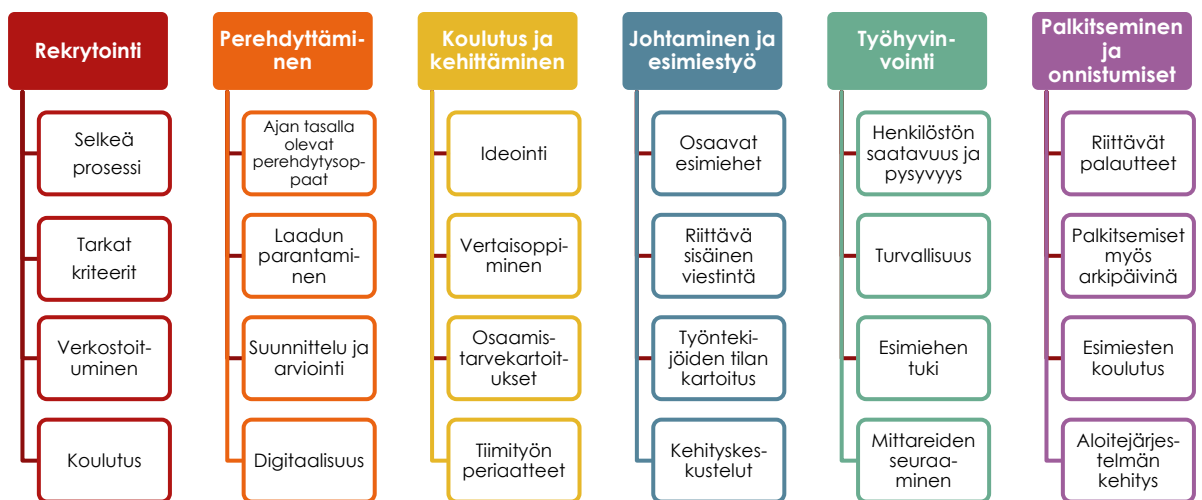 Rekrytointi
Selkeä
prosessi
Tarkat
kriteerit
Verkostoit-
uminen
Koulutus
Perehdyttämi-
nen
Ajan tasalla
olevat
perehdytysop-
paat
Laadun
parantami-
nen
Suunnittelu ja
arviointi
Digitaalisuus
Koulutus ja
kehittäminen
Ideointi
Vertaisoppi-
minen
Osaamis-
tarvekartoit-
ukset
Tiimityön
periaatteet
Johtaminen ja
esimiestyö
Osaavat
esimiehet
Riittävä
sisäinen
viestintä
Työnteki-
jöiden tilan
kartoitus
Kehityskes-
kustelut
Työhyvin-
vointi
Henkilöstön
saatavuus ja
pysyvyys
Turvallisuus
Esimiehen
tuki
Mittareiden
seuraa-
minen
Palkitseminen
ja
onnistumiset
Riittävät
palautteet
Palkitsemiset
myös
arkipäivinä
Esimiesten
koulutus
Aloitejärjes-
telmän
kehitys